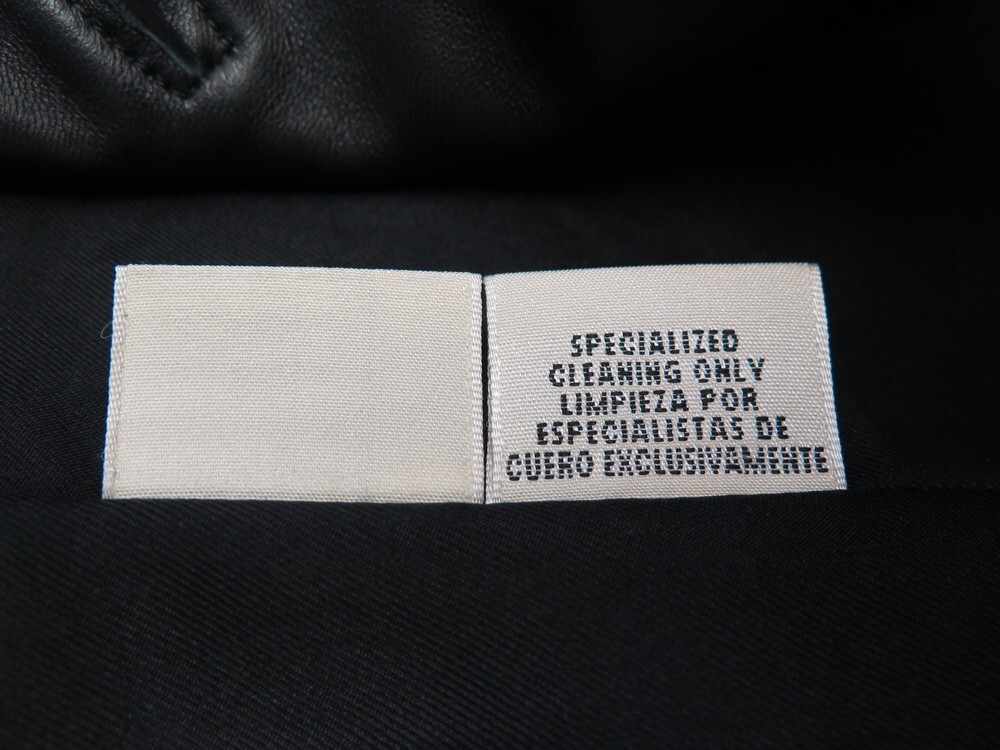 SPECIALIZED
CLEANING ONLY
LIMPIEZA POR
ESPECIALISTAS DE
CUERO EXCLUSIVAMENTE